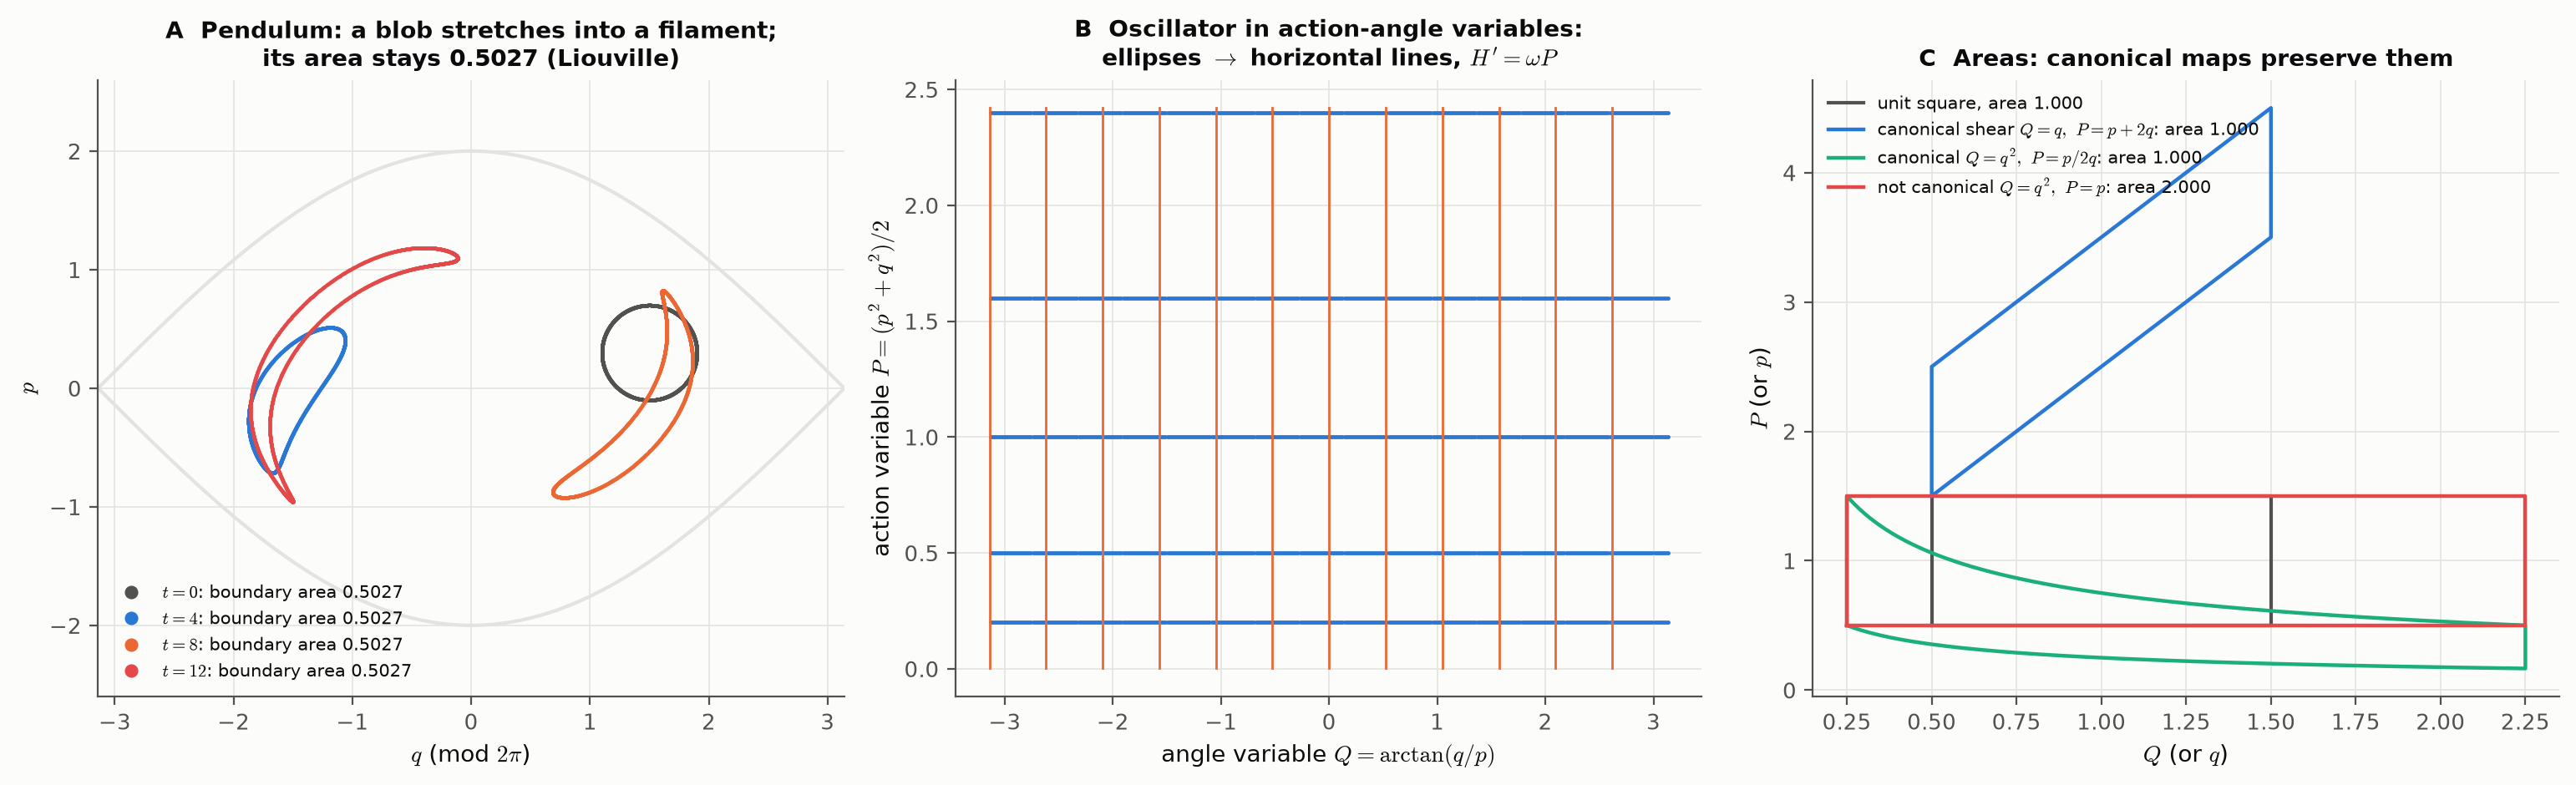 A Pendulum: a blob stretches into a filament;
its area stays 0.5027 (Liouville)
2
1
0
−1
−2
p
t = 0: boundary area 0.5027
t = 4: boundary area 0.5027
t = 8: boundary area 0.5027
t = 12: boundary area 0.5027
−3 −2 −1 0 1 2 3
q (mod 2π)
B Oscillator in action-angle variables:
ellipses → horizontal lines, H′ = ωP
2.5
2.0
1.5
1.0
0.5
0.0
action variable P = (p² + q²)/2
−3 −2 −1 0 1 2 3
angle variable Q = arctan(q/p)
C Areas: canonical maps preserve them
unit square, area 1.000
canonical shear Q = q, P = p + 2q: area 1.000
canonical Q = q², P = p/2q: area 1.000
not canonical Q = q², P = p: area 2.000
4
3
2
1
0
P (or p)
0.25 0.50 0.75 1.00 1.25 1.50 1.75 2.00 2.25
Q (or q)